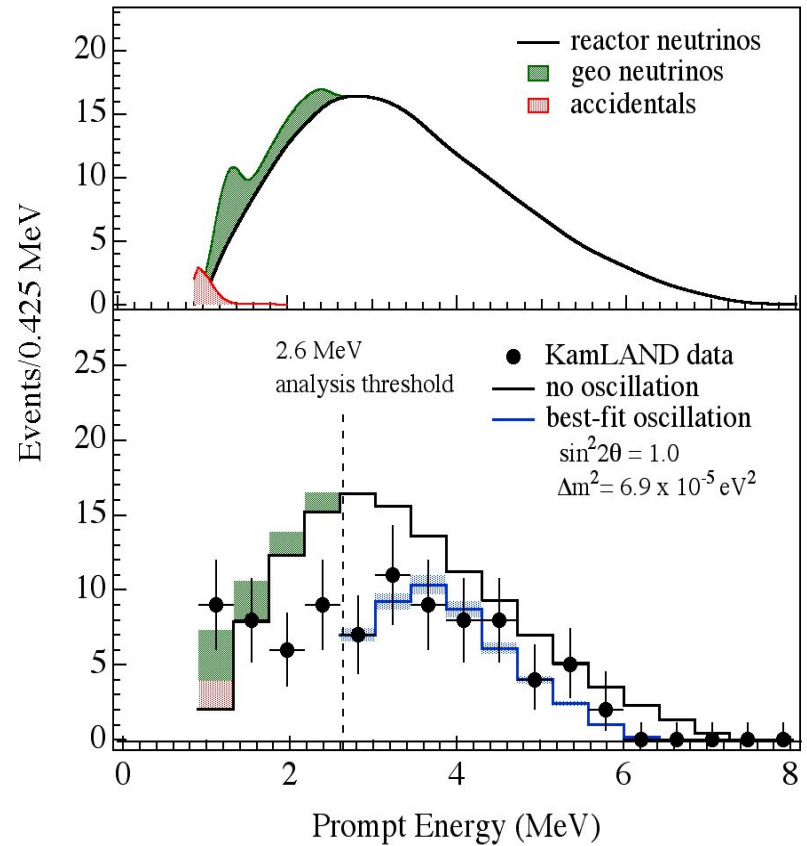 20
15
10
5
0
reactor neutrinos
geo neutrinos
accidentals
Events/0.425 MeV
25
20
15
10
5
0
2.6 MeV
analysis threshold
KamLAND data
no oscillation
best-fit oscillation
sin²2θ = 1.0
Δm²= 6.9 x 10⁻⁵ eV²
0 2 4 6 8
Prompt Energy (MeV)